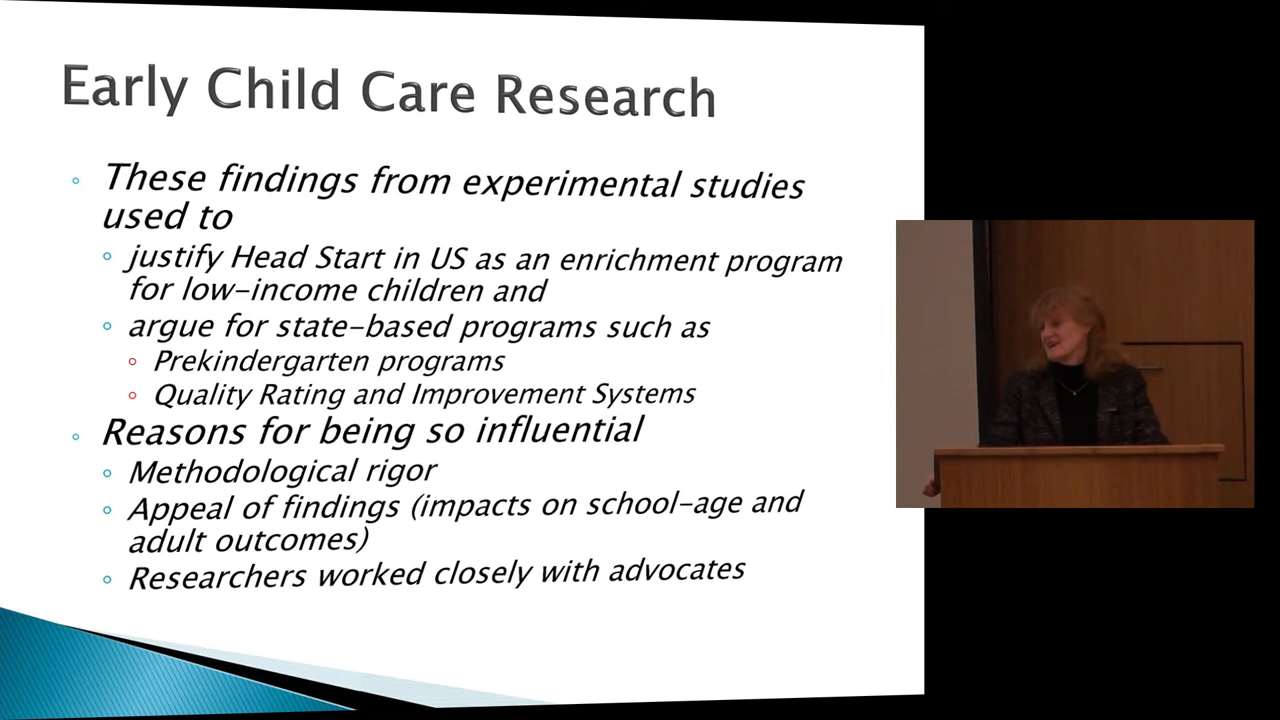 Early Child Care Research
◦ These findings from experimental studies
used to
◦ justify Head Start in US as an enrichment program
for low-income children and
◦ argue for state-based programs such as
◦ Prekindergarten programs
◦ Quality Rating and Improvement Systems
◦ Reasons for being so influential
◦ Methodological rigor
◦ Appeal of findings (impacts on school-age and
adult outcomes)
◦ Researchers worked closely with advocates